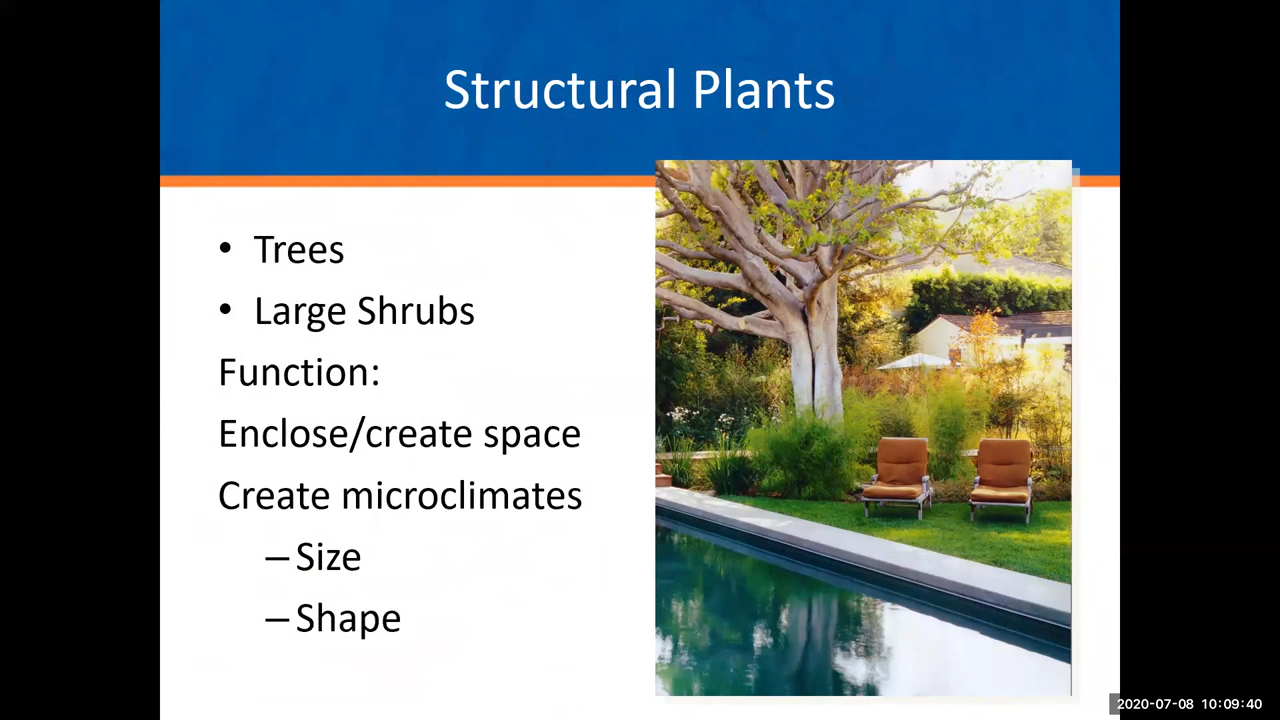 Structural Plants
• Trees
• Large Shrubs
Function:
Enclose/create space
Create microclimates
– Size
– Shape
2020-07-08 10:09:40